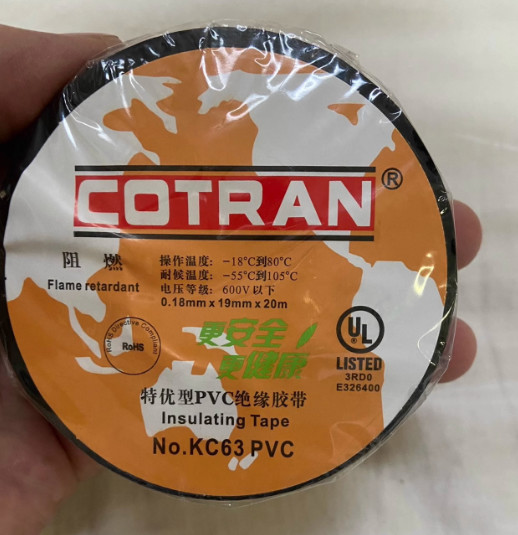 COTRAN®
阻燃
Flame retardant
操作温度: -18°C到80°C
耐候温度: -55°C到105°C
电压等级: 600V以下
0.18mm x 19mm x 20m
RoHS Directive Compliant
RoHS
更安全
更健康
UL
LISTED
3RD0
E326400
特优型PVC绝缘胶带
Insulating Tape
No.KC63 PVC